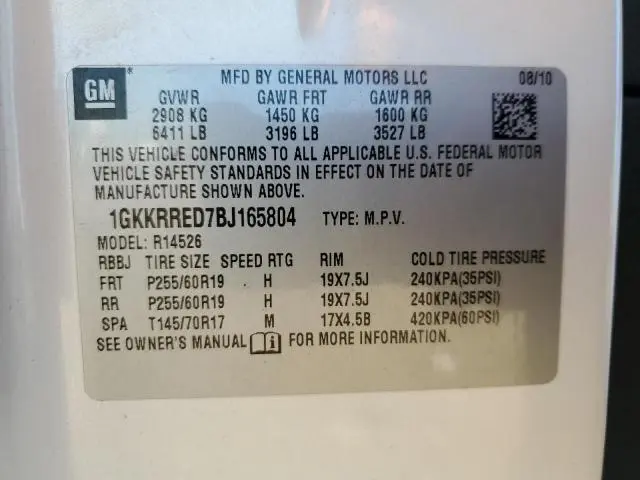 GM
MFD BY GENERAL MOTORS LLC 08/10
GVWR GAWR FRT GAWR RR
2908 KG 1450 KG 1600 KG
6411 LB 3196 LB 3527 LB
THIS VEHICLE CONFORMS TO ALL APPLICABLE U.S. FEDERAL MOTOR
VEHICLE SAFETY STANDARDS IN EFFECT ON THE DATE OF
MANUFACTURE SHOWN ABOVE.
1GKKRRED7BJ165804 TYPE: M.P.V.
MODEL: R14526
RBBJ TIRE SIZE SPEED RTG RIM COLD TIRE PRESSURE
FRT P255/60R19 H 19X7.5J 240KPA(35PSI)
RR P255/60R19 H 19X7.5J 240KPA(35PSI)
SPA T145/70R17 M 17X4.5B 420KPA(60PSI)
SEE OWNER'S MANUAL i FOR MORE INFORMATION.